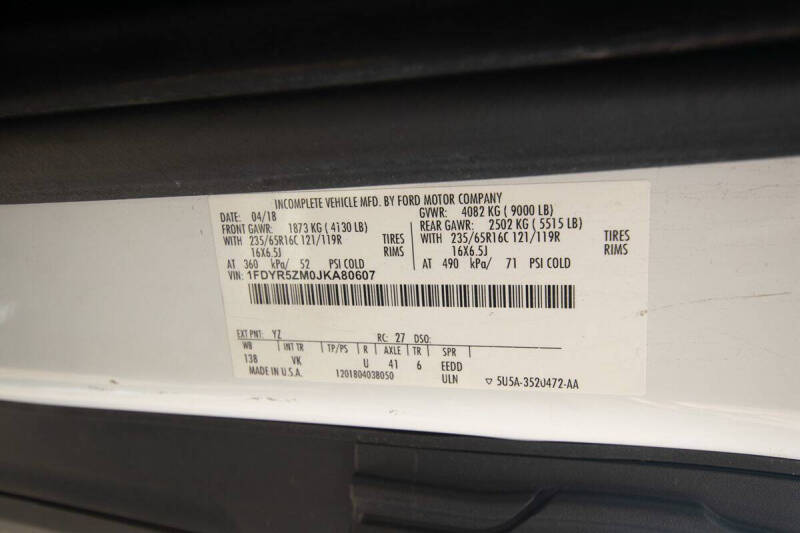 INCOMPLETE VEHICLE MFD. BY FORD MOTOR COMPANY
DATE: 04/18 GVWR: 4082 KG ( 9000 LB)
FRONT GAWR: 1873 KG ( 4130 LB) REAR GAWR: 2502 KG ( 5515 LB)
WITH 235/65R16C 121/119R TIRES WITH 235/65R16C 121/119R TIRES
16X6.5J RIMS 16X6.5J RIMS
AT 360 kPa/ 52 PSI COLD AT 490 kPa/ 71 PSI COLD
VIN: 1FDYR5ZM0JKA80607
EXT PNT: YZ RC: 27 DSO:
WB INT TR TP/PS R AXLE TR SPR
138 VK U 41 6 EEDD
MADE IN U.S.A. 1201804038050 ULN ▽ 5U5A-3520472-AA